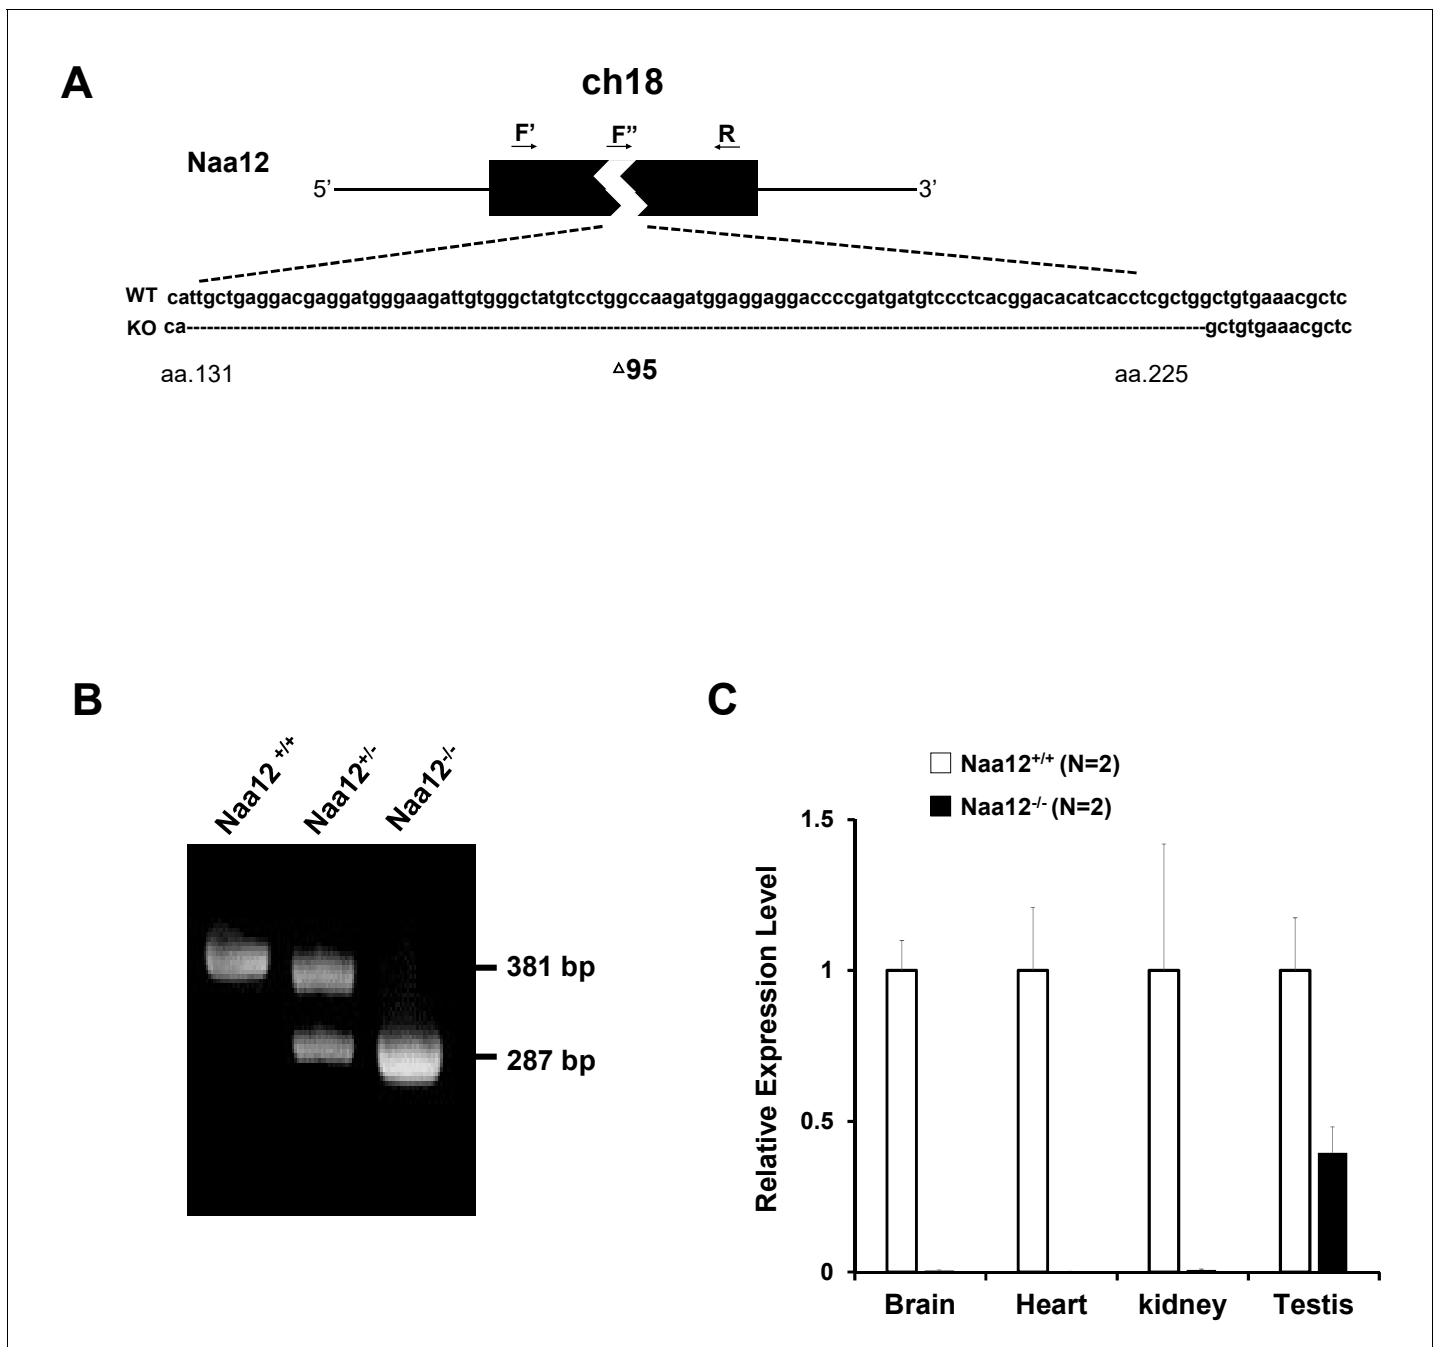 A
ch18
F’ F” R
Naa12
5’ 3’
WT cattgctgaggacgaggatgggaagattgtgggctatgtcctggccaagatggaggaggaccccgatgatgtccctcacggacacatcacctcgctggctgtgaaacgctc
KO ca---------------------------------------------------------------------------------------------------------gctgtgaaacgctc
aa.131 △95 aa.225
B
Naa12 +/+ Naa12+/- Naa12-/-
381 bp
287 bp
C
Naa12+/+ (N=2)
Naa12-/- (N=2)
Relative Expression Level
1.5
1
0.5
0
Brain Heart kidney Testis